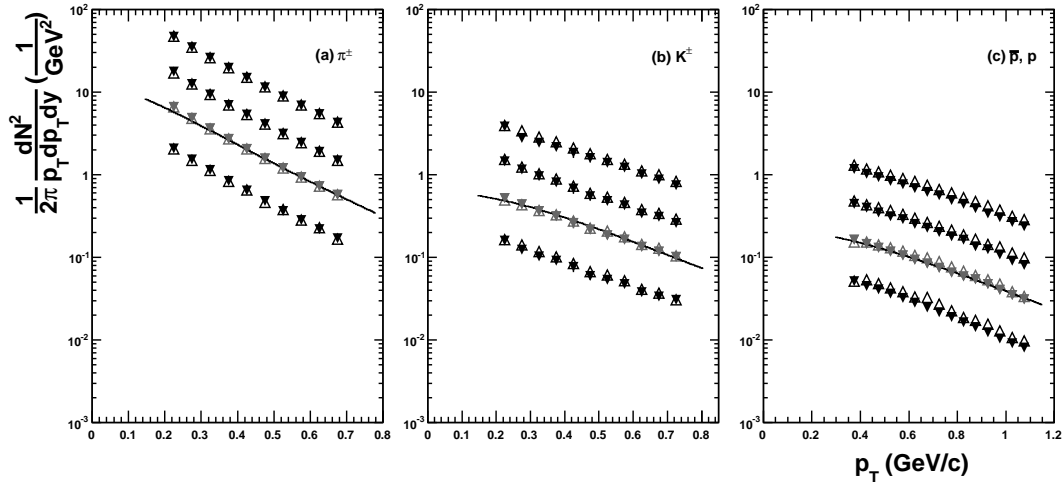 1/2π dN²/p_T dp_T dy (1/GeV²)
10² 10 1 10⁻¹ 10⁻² 10⁻³
(a) π±
0 0.1 0.2 0.3 0.4 0.5 0.6 0.7 0.8
10² 10 1 10⁻¹ 10⁻² 10⁻³
(b) K±
0 0.1 0.2 0.3 0.4 0.5 0.6 0.7 0.8
10² 10 1 10⁻¹ 10⁻² 10⁻³
(c) p̅, p
0 0.2 0.4 0.6 0.8 1 1.2
p_T (GeV/c)